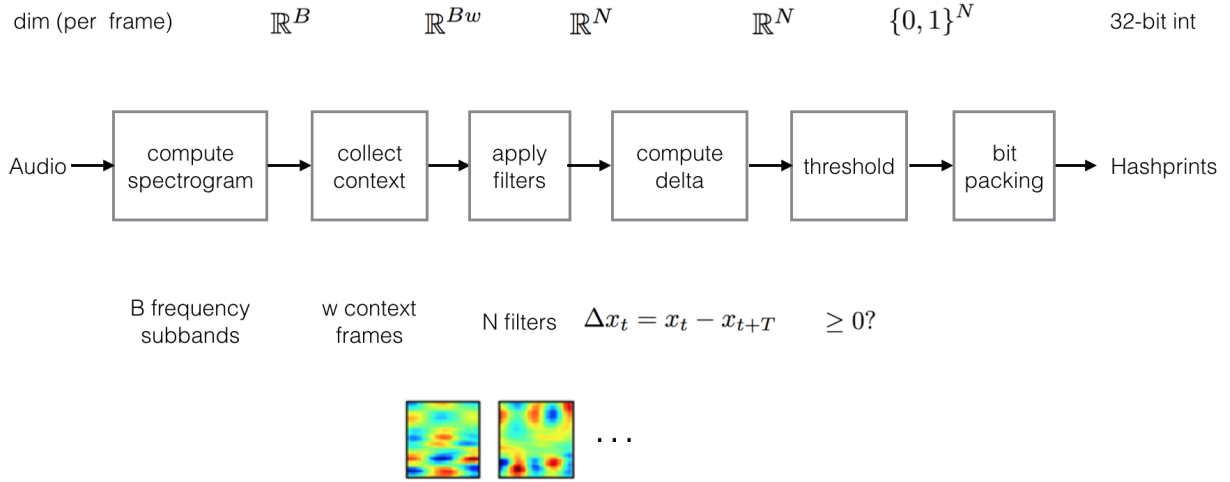 dim (per frame) ℝ^B ℝ^{Bw} ℝ^N ℝ^N {0, 1}^N 32-bit int
Audio
compute
spectrogram
collect
context
apply
filters
compute
delta
threshold
bit
packing
Hashprints
B frequency
subbands
w context
frames
N filters
Δx_t = x_t − x_{t+T}
≥ 0?
...